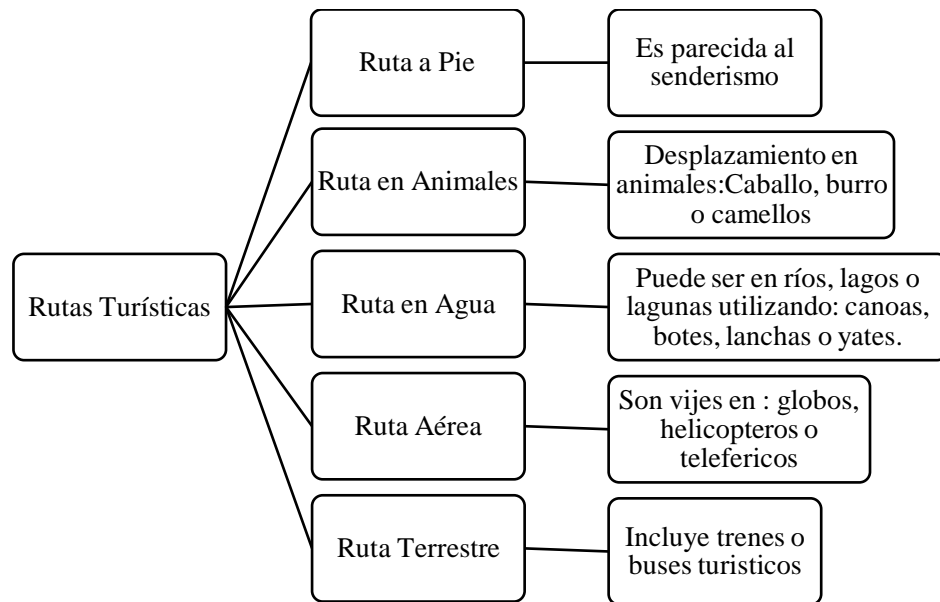 Rutas Turísticas
Ruta a Pie
Es parecida al
senderismo
Ruta en Animales
Desplazamiento en
animales:Caballo, burro
o camellos
Ruta en Agua
Puede ser en ríos, lagos o
lagunas utilizando: canoas,
botes, lanchas o yates.
Ruta Aérea
Son vijes en : globos,
helicopteros o
telefericos
Ruta Terrestre
Incluye trenes o
buses turisticos